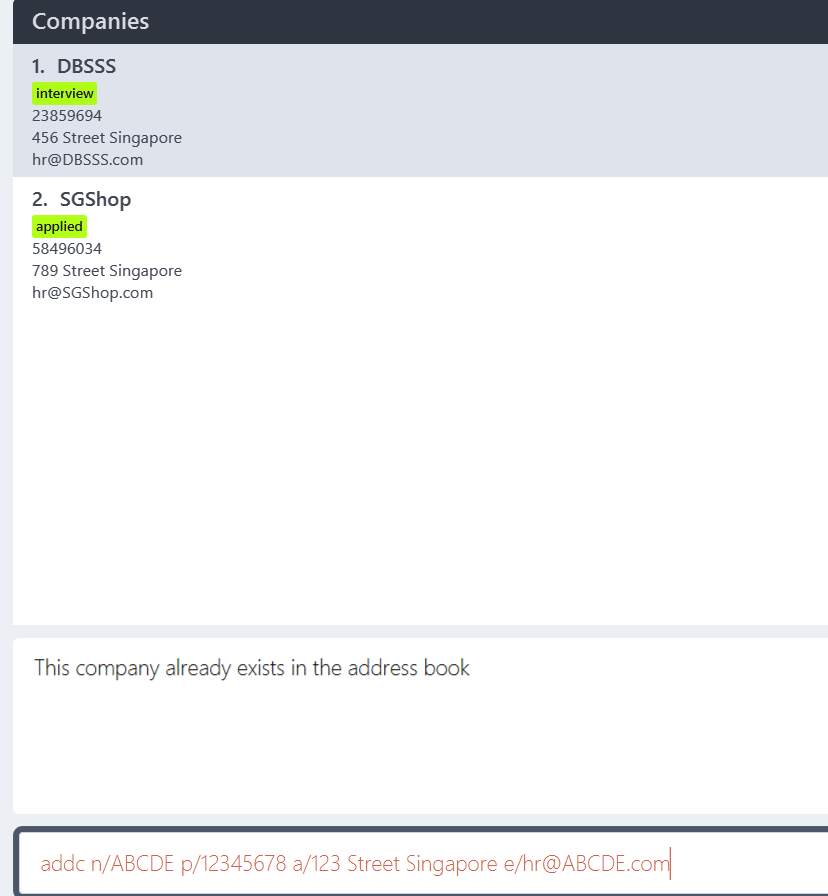 Companies
1. DBSSS
interview
23859694
456 Street Singapore
hr@DBSSS.com
2. SGShop
applied
58496034
789 Street Singapore
hr@SGShop.com
This company already exists in the address book
addc n/ABCDE p/12345678 a/123 Street Singapore e/hr@ABCDE.com